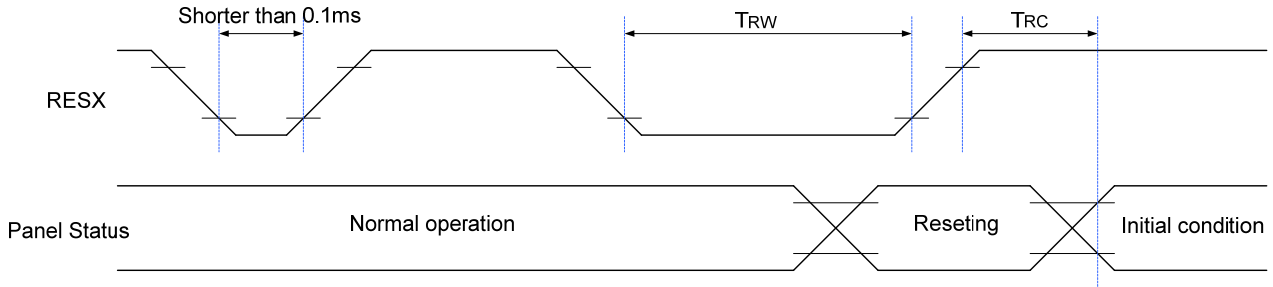 Shorter than 0.1ms
TRW
TRC
RESX
Panel Status
Normal operation
Reseting
Initial condition